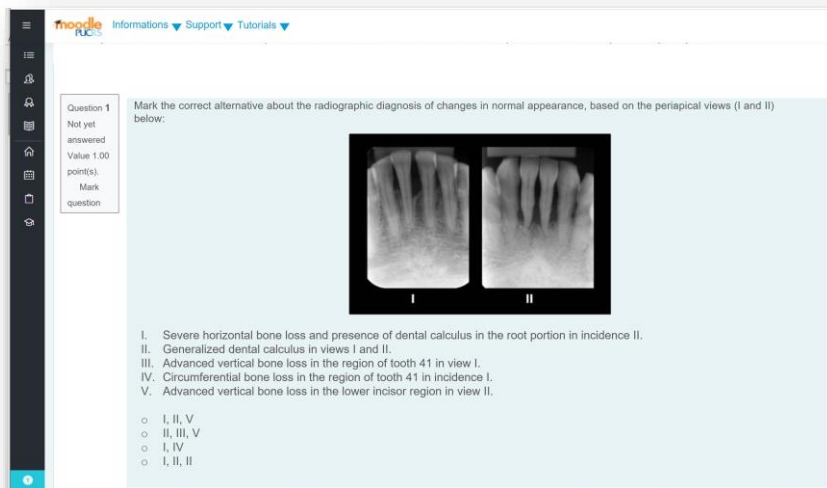 moodle
PUCRS
Informations Support Tutorials
Question 1
Not yet
answered
Value 1.00
point(s).
Mark
question
Mark the correct alternative about the radiographic diagnosis of changes in normal appearance, based on the periapical views (I and II)
below:
I II
I. Severe horizontal bone loss and presence of dental calculus in the root portion in incidence II.
II. Generalized dental calculus in views I and II.
III. Advanced vertical bone loss in the region of tooth 41 in view I.
IV. Circumferential bone loss in the region of tooth 41 in incidence I.
V. Advanced vertical bone loss in the lower incisor region in view II.
I, II, V
II, III, V
I, IV
I, II, II